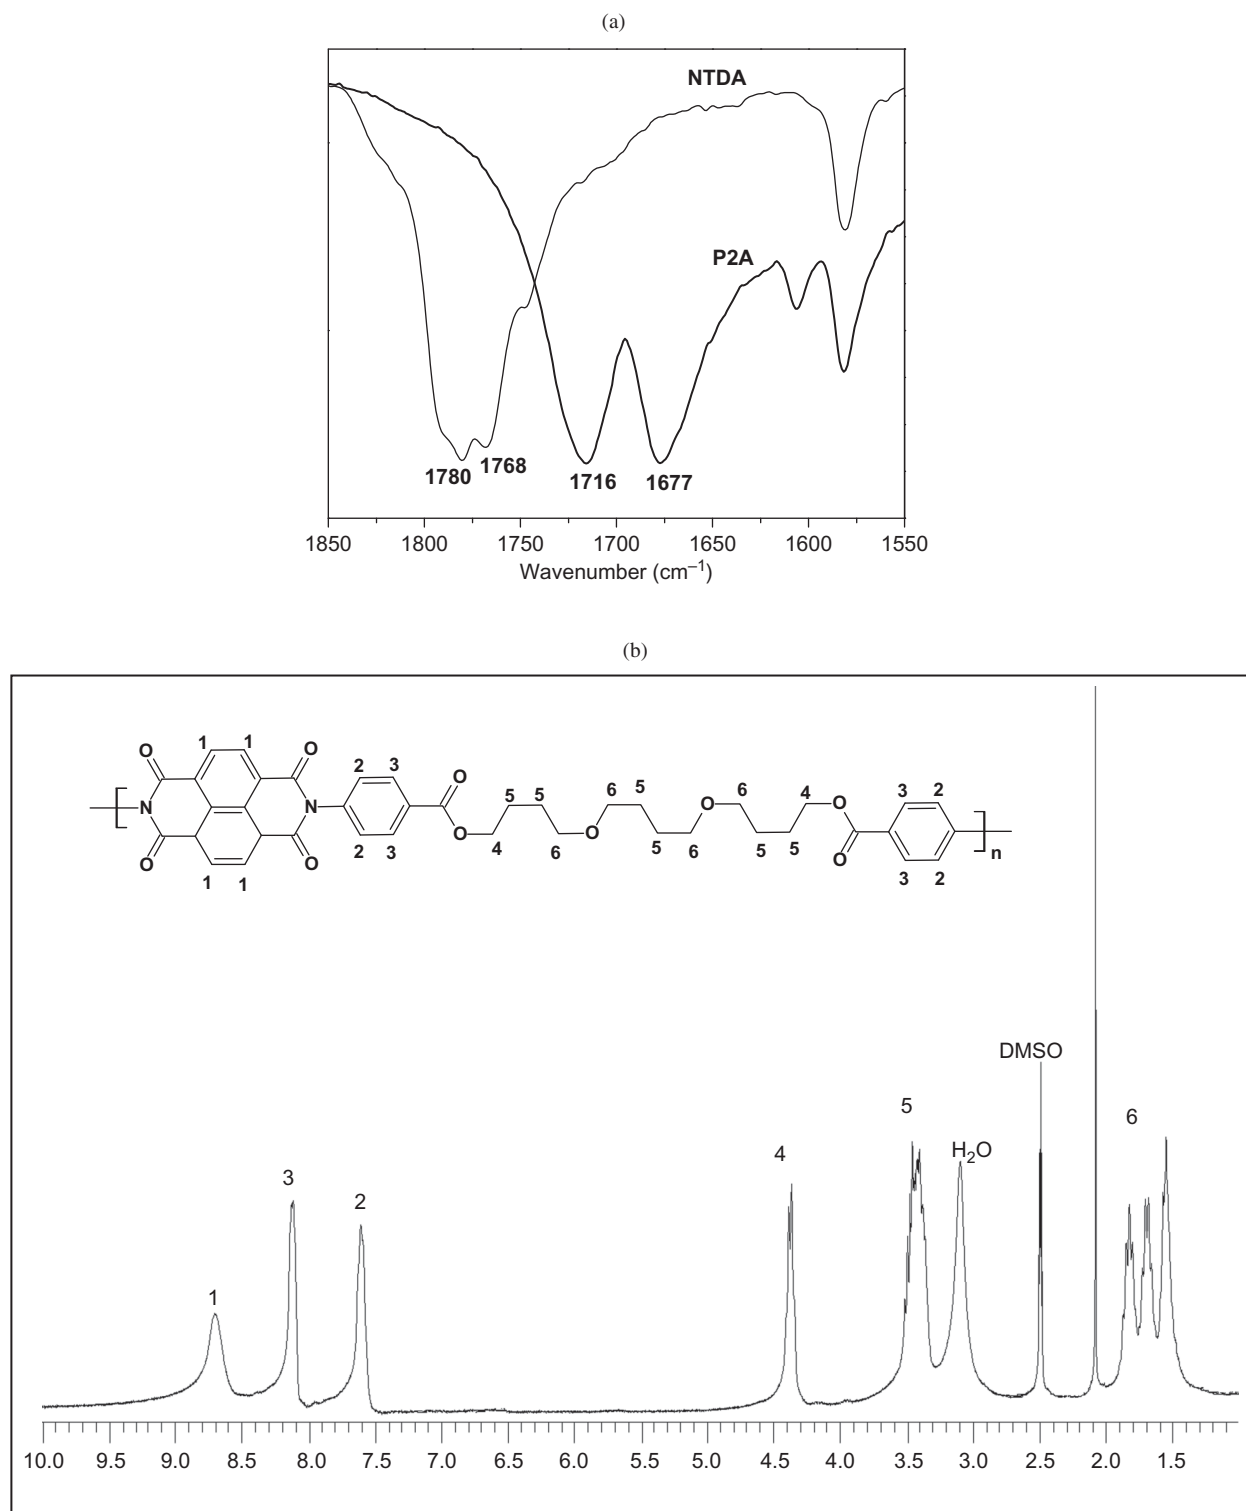 (a)
NTDA
P2A
1780
1768
1716
1677
1850 1800 1750 1700 1650 1600 1550
Wavenumber (cm⁻¹)
(b)
1 1
O O
2 3
O
5 5
6 5
O
6
4
O
3 2
N N
O
O
4
6
5
6
5 5
O
n
O O
2 3
3 2
1 1
DMSO
5
6
H₂O
4
3
2
1
10.0 9.5 9.0 8.5 8.0 7.5 7.0 6.5 6.0 5.5 5.0 4.5 4.0 3.5 3.0 2.5 2.0 1.5